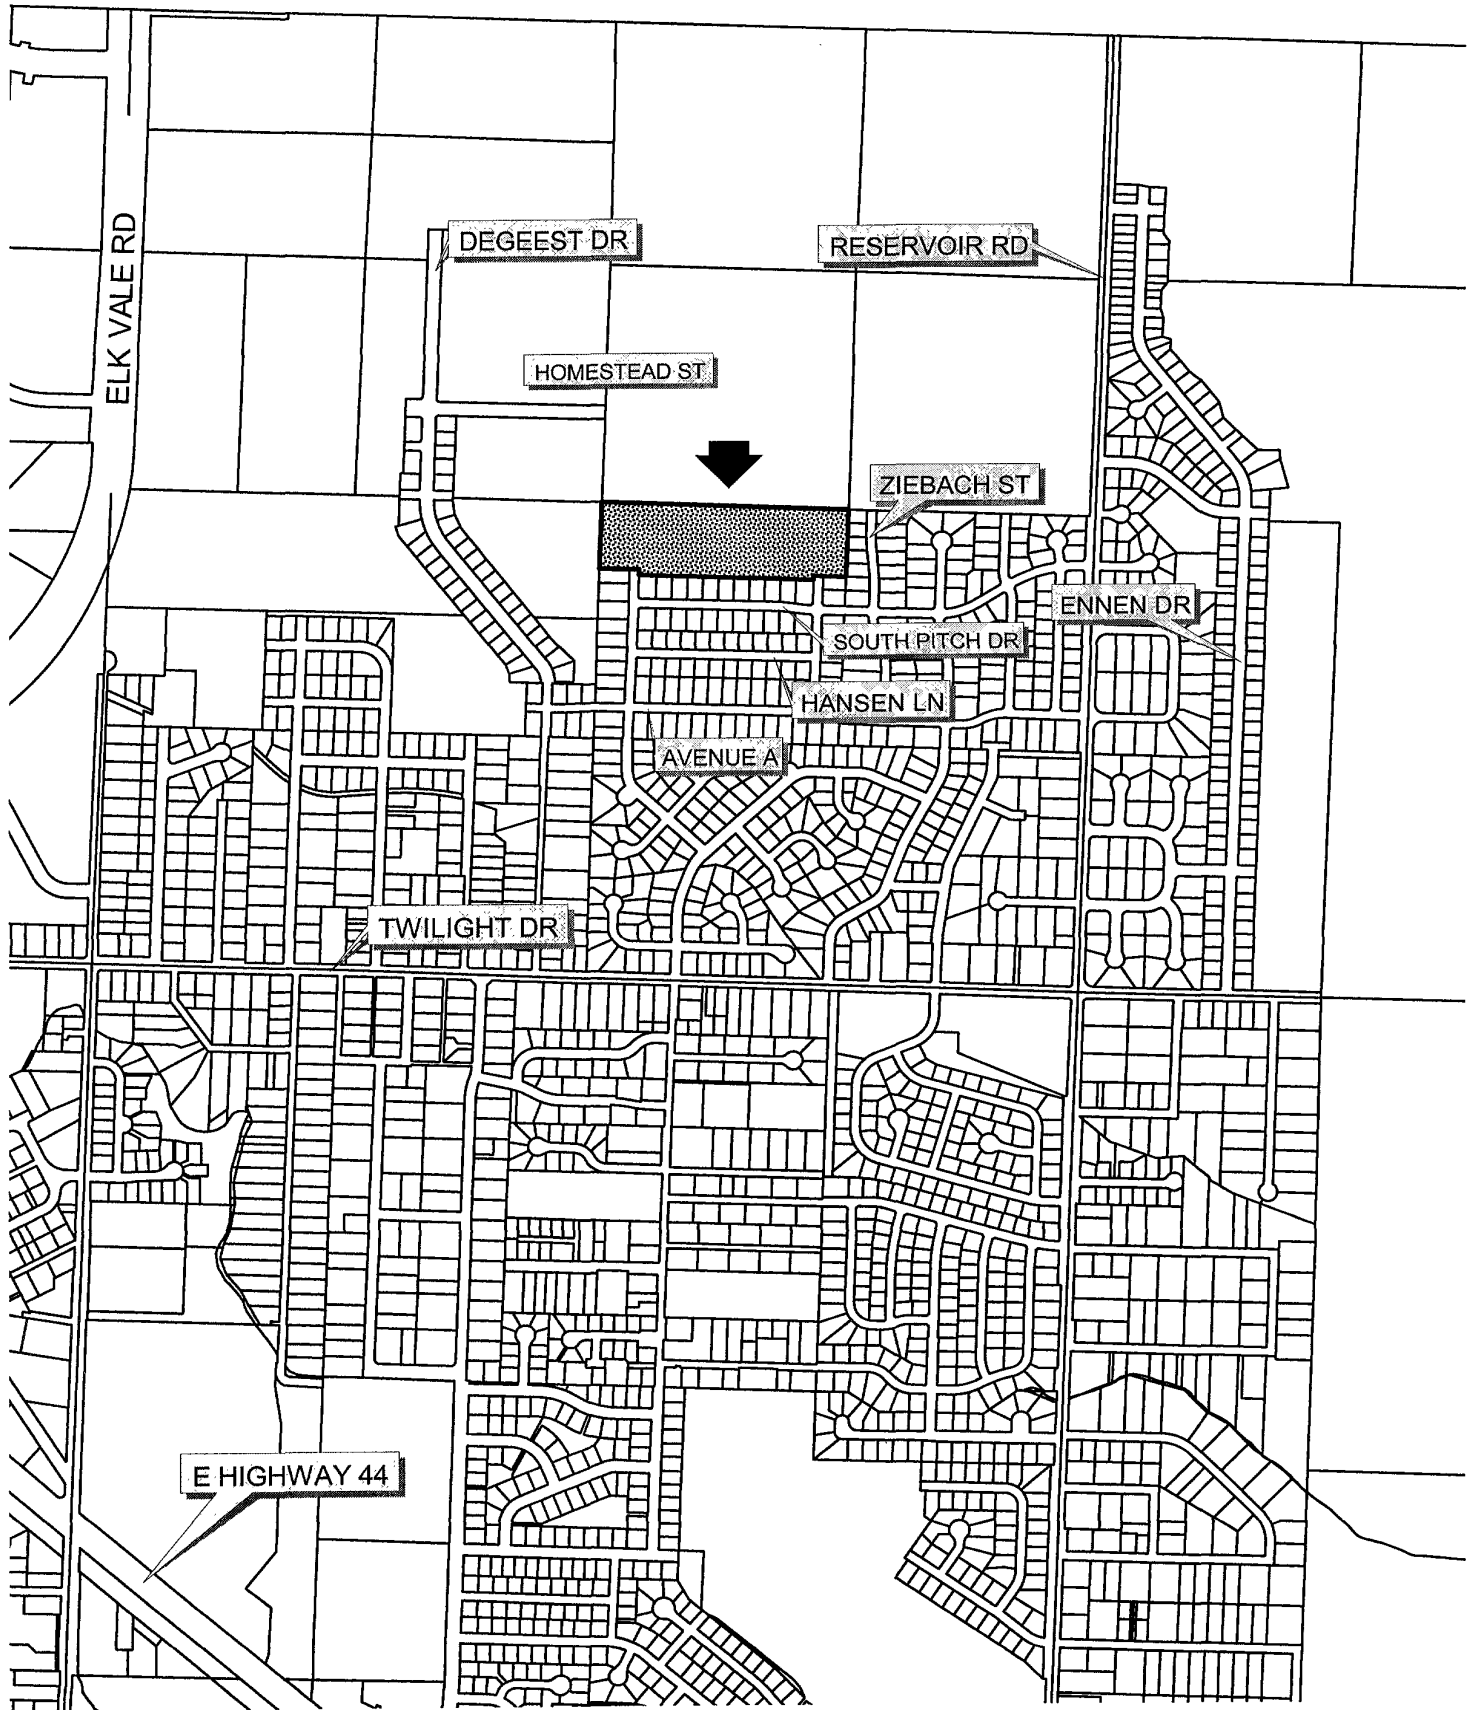 DEGEEST DR
RESERVOIR RD
ELK VALE RD
HOMESTEAD ST
ZIEBACH ST
ENNEN DR
SOUTH PITCH DR
HANSEN LN
AVENUE A
TWILIGHT DR
E HIGHWAY 44